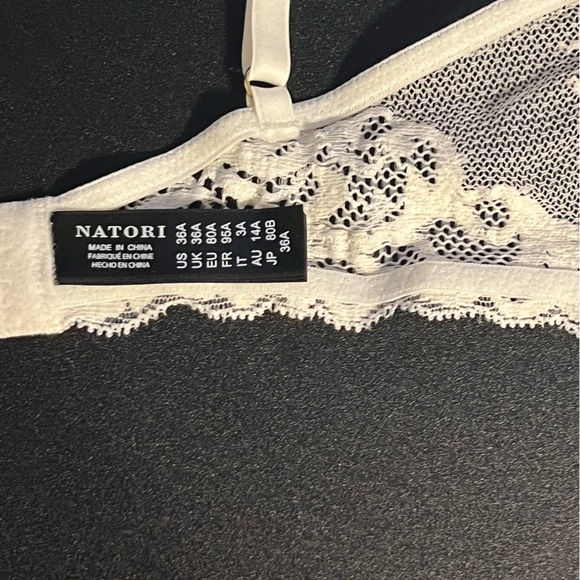 NATORI
MADE IN CHINA
FABRIQUÉ EN CHINE
HECHO EN CHINA
US 36A
UK 36A
EU 80A
FR 95A
IT 3A
AU 14A
JP 80B
36A